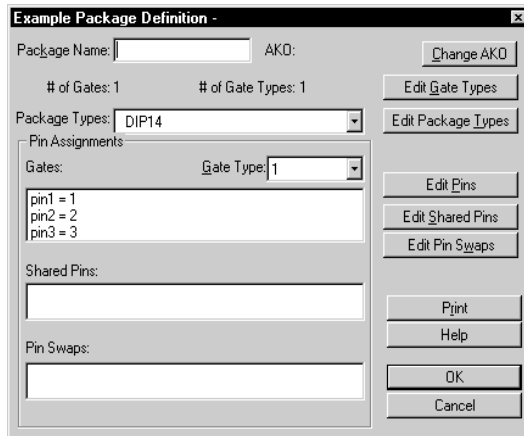 Example Package Definition -
Package Name:
AKO:
Change AKO
# of Gates: 1
# of Gate Types: 1
Edit Gate Types
Package Types:
DIP14
Edit Package Types
Pin Assignments
Gates:
Gate Type:
1
pin1 = 1
pin2 = 2
pin3 = 3
Edit Pins
Edit Shared Pins
Edit Pin Swaps
Shared Pins:
Print
Help
Pin Swaps:
OK
Cancel